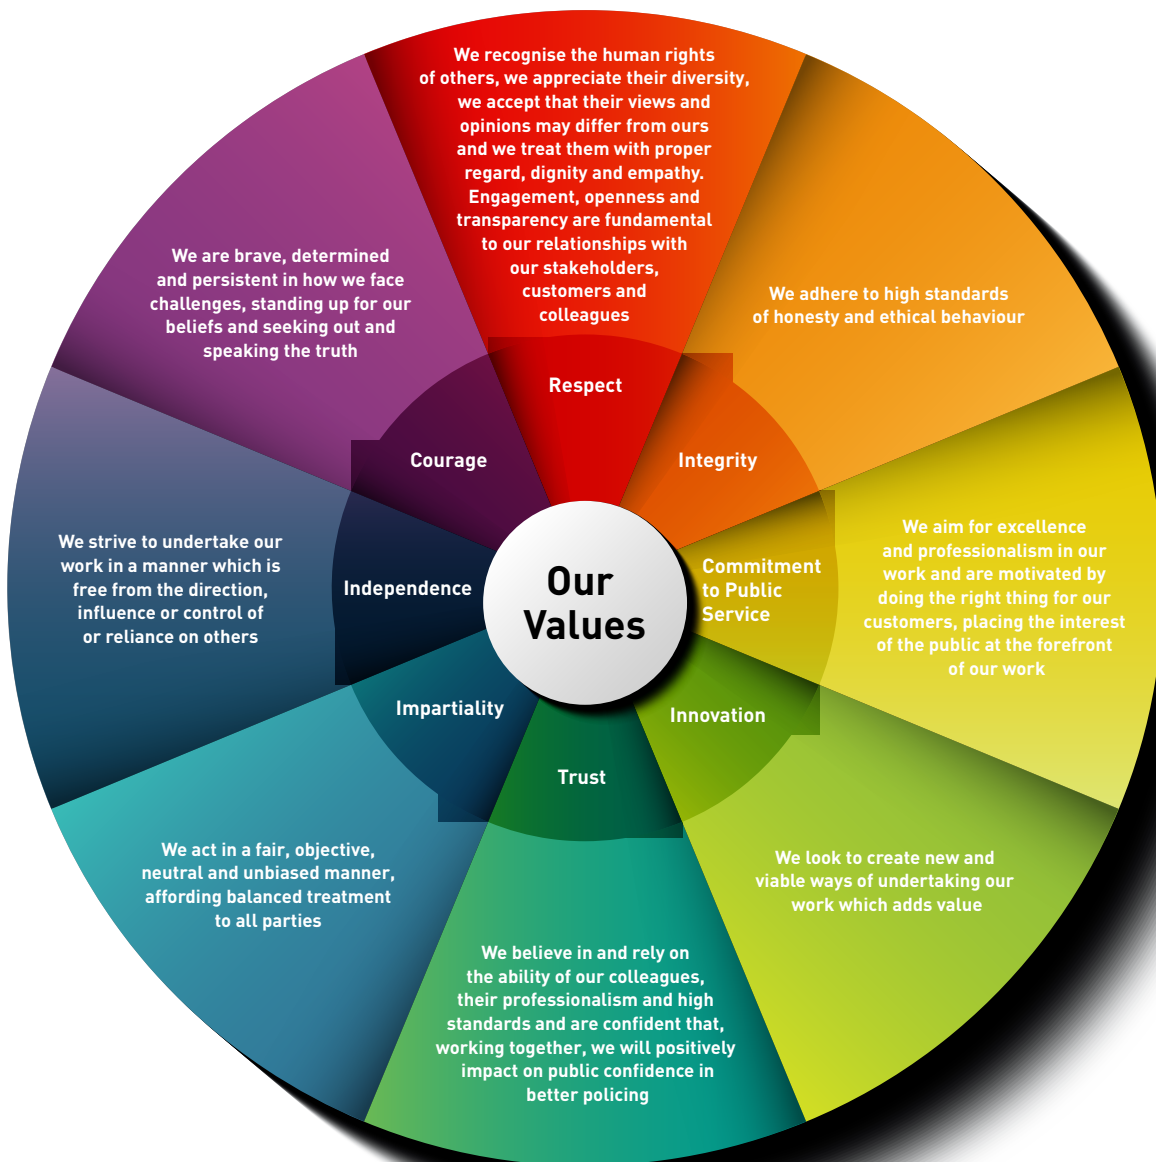 Our
Values
Respect
We recognise the human rights
of others, we appreciate their diversity,
we accept that their views and
opinions may differ from ours
and we treat them with proper
regard, dignity and empathy.
Engagement, openness and
transparency are fundamental
to our relationships with
our stakeholders,
customers and
colleagues
Integrity
We adhere to high standards
of honesty and ethical behaviour
Commitment
to Public
Service
We aim for excellence
and professionalism in our
work and are motivated by
doing the right thing for our
customers, placing the interest
of the public at the forefront
of our work
Innovation
We look to create new and
viable ways of undertaking our
work which adds value
Trust
We believe in and rely on
the ability of our colleagues,
their professionalism and high
standards and are confident that,
working together, we will positively
impact on public confidence in
better policing
Impartiality
We act in a fair, objective,
neutral and unbiased manner,
affording balanced treatment
to all parties
Independence
We strive to undertake our
work in a manner which is
free from the direction,
influence or control of
or reliance on others
Courage
We are brave, determined
and persistent in how we face
challenges, standing up for our
beliefs and seeking out and
speaking the truth